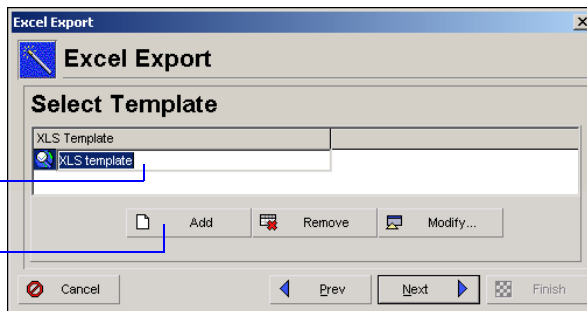 Excel Export
Excel Export
Select Template
XLS Template
XLS template
Add Remove Modify...
Cancel Prev Next Finish